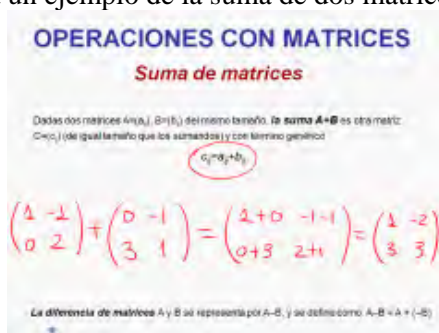 un ejemplo de la suma de dos matric
OPERACIONES CON MATRICES
Suma de matrices
Dadas dos matrices A=(aᵢⱼ), B=(bᵢⱼ) del mismo tamaño, la suma A+B es otra matriz
C=(cᵢⱼ) (de igual tamaño que los sumandos) y con término genérico
cᵢⱼ=aᵢⱼ+bᵢⱼ
(1 -1) + (0 -1) = (1+0 -1-1) = (1 -2)
(0 2) (3 1) (0+3 2+1) (3 3)
La diferencia de matrices A y B se representa por A–B, y se define como: A–B = A + (–B)